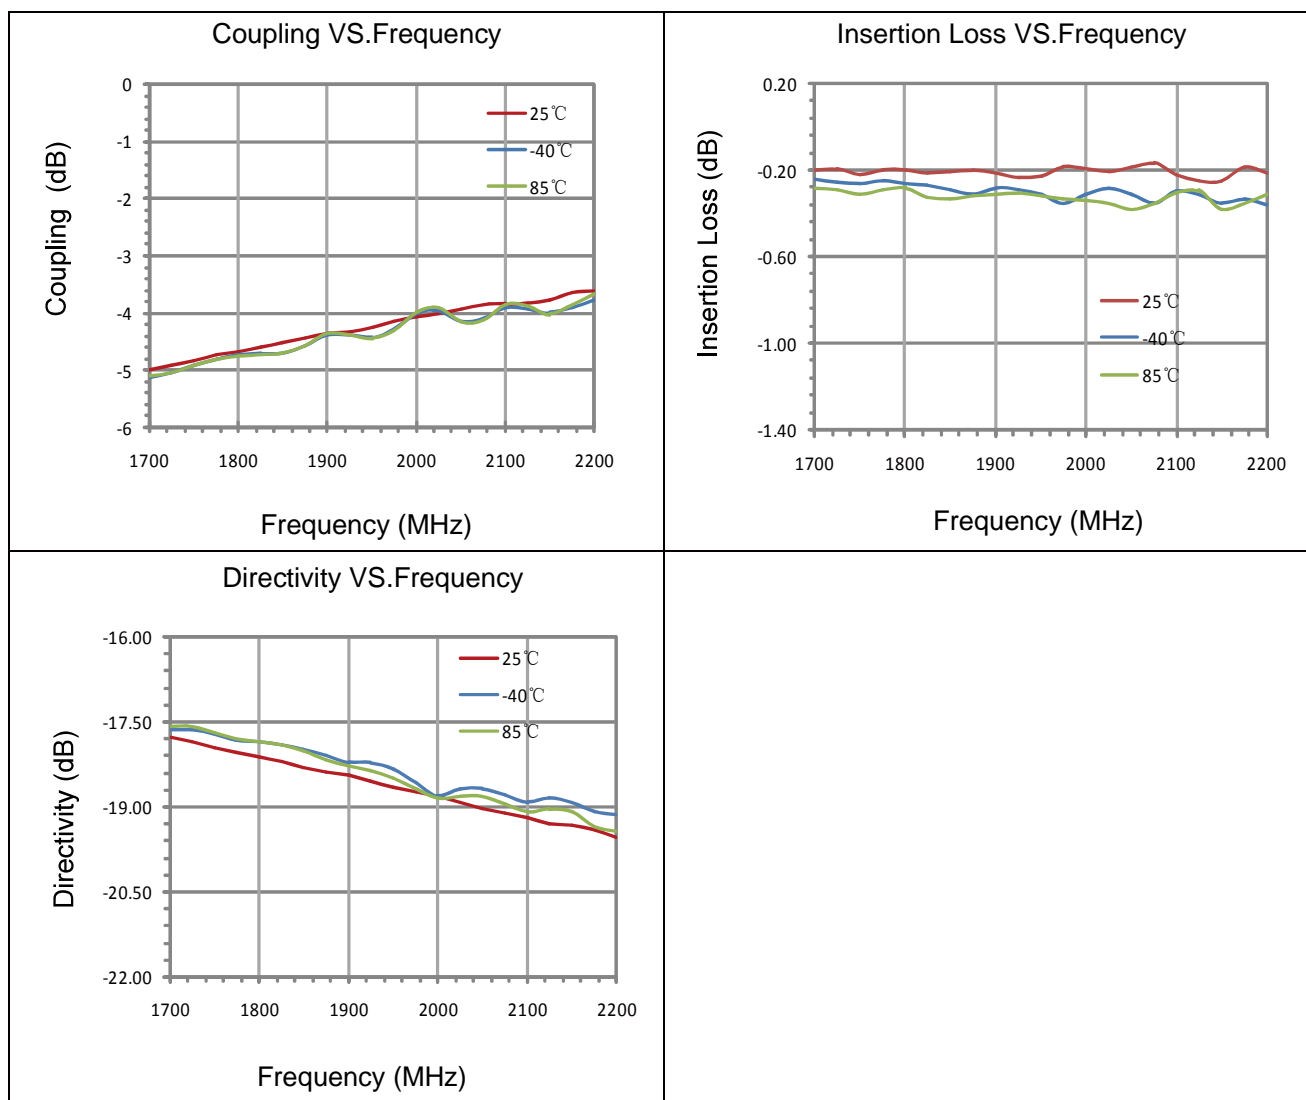 Coupling VS.Frequency
0
-1
-2
-3
-4
-5
-6
Coupling (dB)
25℃
-40℃
85℃
1700 1800 1900 2000 2100 2200
Frequency (MHz)
Insertion Loss VS.Frequency
0.20
-0.20
-0.60
-1.00
-1.40
Insertion Loss (dB)
25℃
-40℃
85℃
1700 1800 1900 2000 2100 2200
Frequency (MHz)
Directivity VS.Frequency
-16.00
-17.50
-19.00
-20.50
-22.00
Directivity (dB)
25℃
-40℃
85℃
1700 1800 1900 2000 2100 2200
Frequency (MHz)